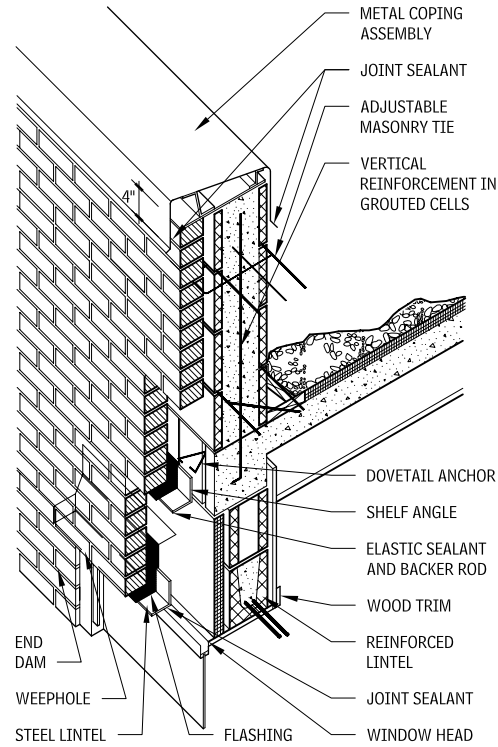 METAL COPING
ASSEMBLY
JOINT SEALANT
ADJUSTABLE
MASONRY TIE
4"
VERTICAL
REINFORCEMENT IN
GROUTED CELLS
DOVETAIL ANCHOR
SHELF ANGLE
ELASTIC SEALANT
AND BACKER ROD
WOOD TRIM
REINFORCED
LINTEL
JOINT SEALANT
WINDOW HEAD
END
DAM
WEEPHOLE
STEEL LINTEL
FLASHING